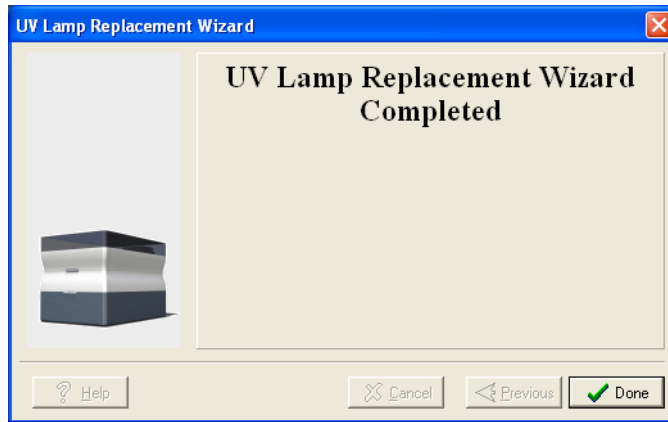 UV Lamp Replacement Wizard
UV Lamp Replacement Wizard
Completed
Help
Cancel
Previous
Done